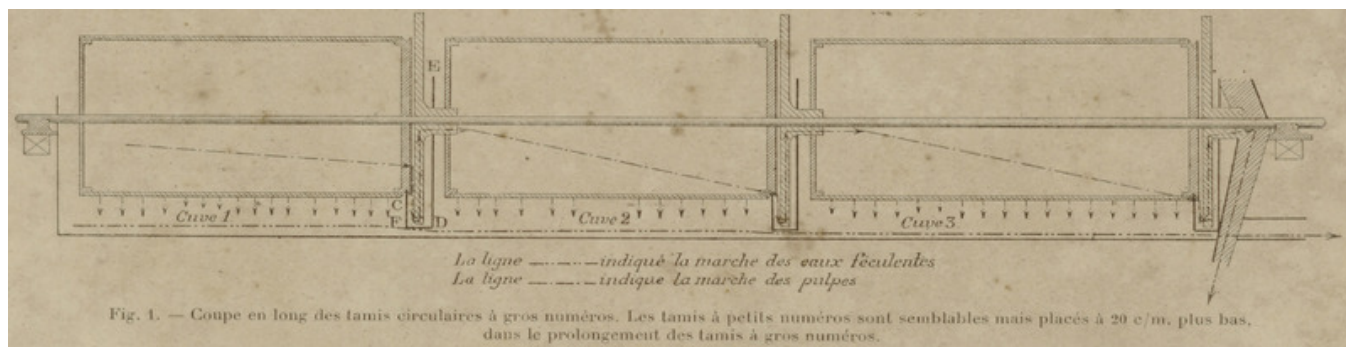 E
C
F
D
Cuve 1
Cuve 2
Cuve 3
La ligne _._.._._ indique la marche des eaux féculentes
La ligne _._._._ indique la marche des pulpes
Fig. 1. — Coupe en long des tamis circulaires à gros numéros. Les tamis à petits numéros sont semblables mais placés à 20 c/m. plus bas,
dans le prolongement des tamis à gros numéros.